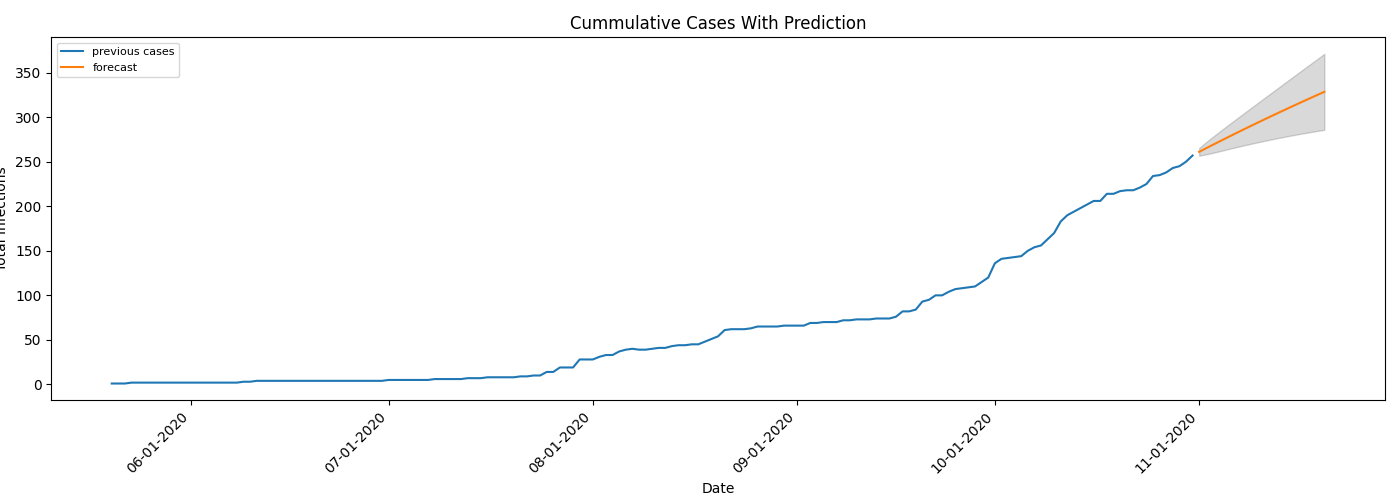 Cummulative Cases With Prediction
previous cases
forecast
Total Infections
350
300
250
200
150
100
50
0
06-01-2020
07-01-2020
08-01-2020
09-01-2020
10-01-2020
11-01-2020
Date